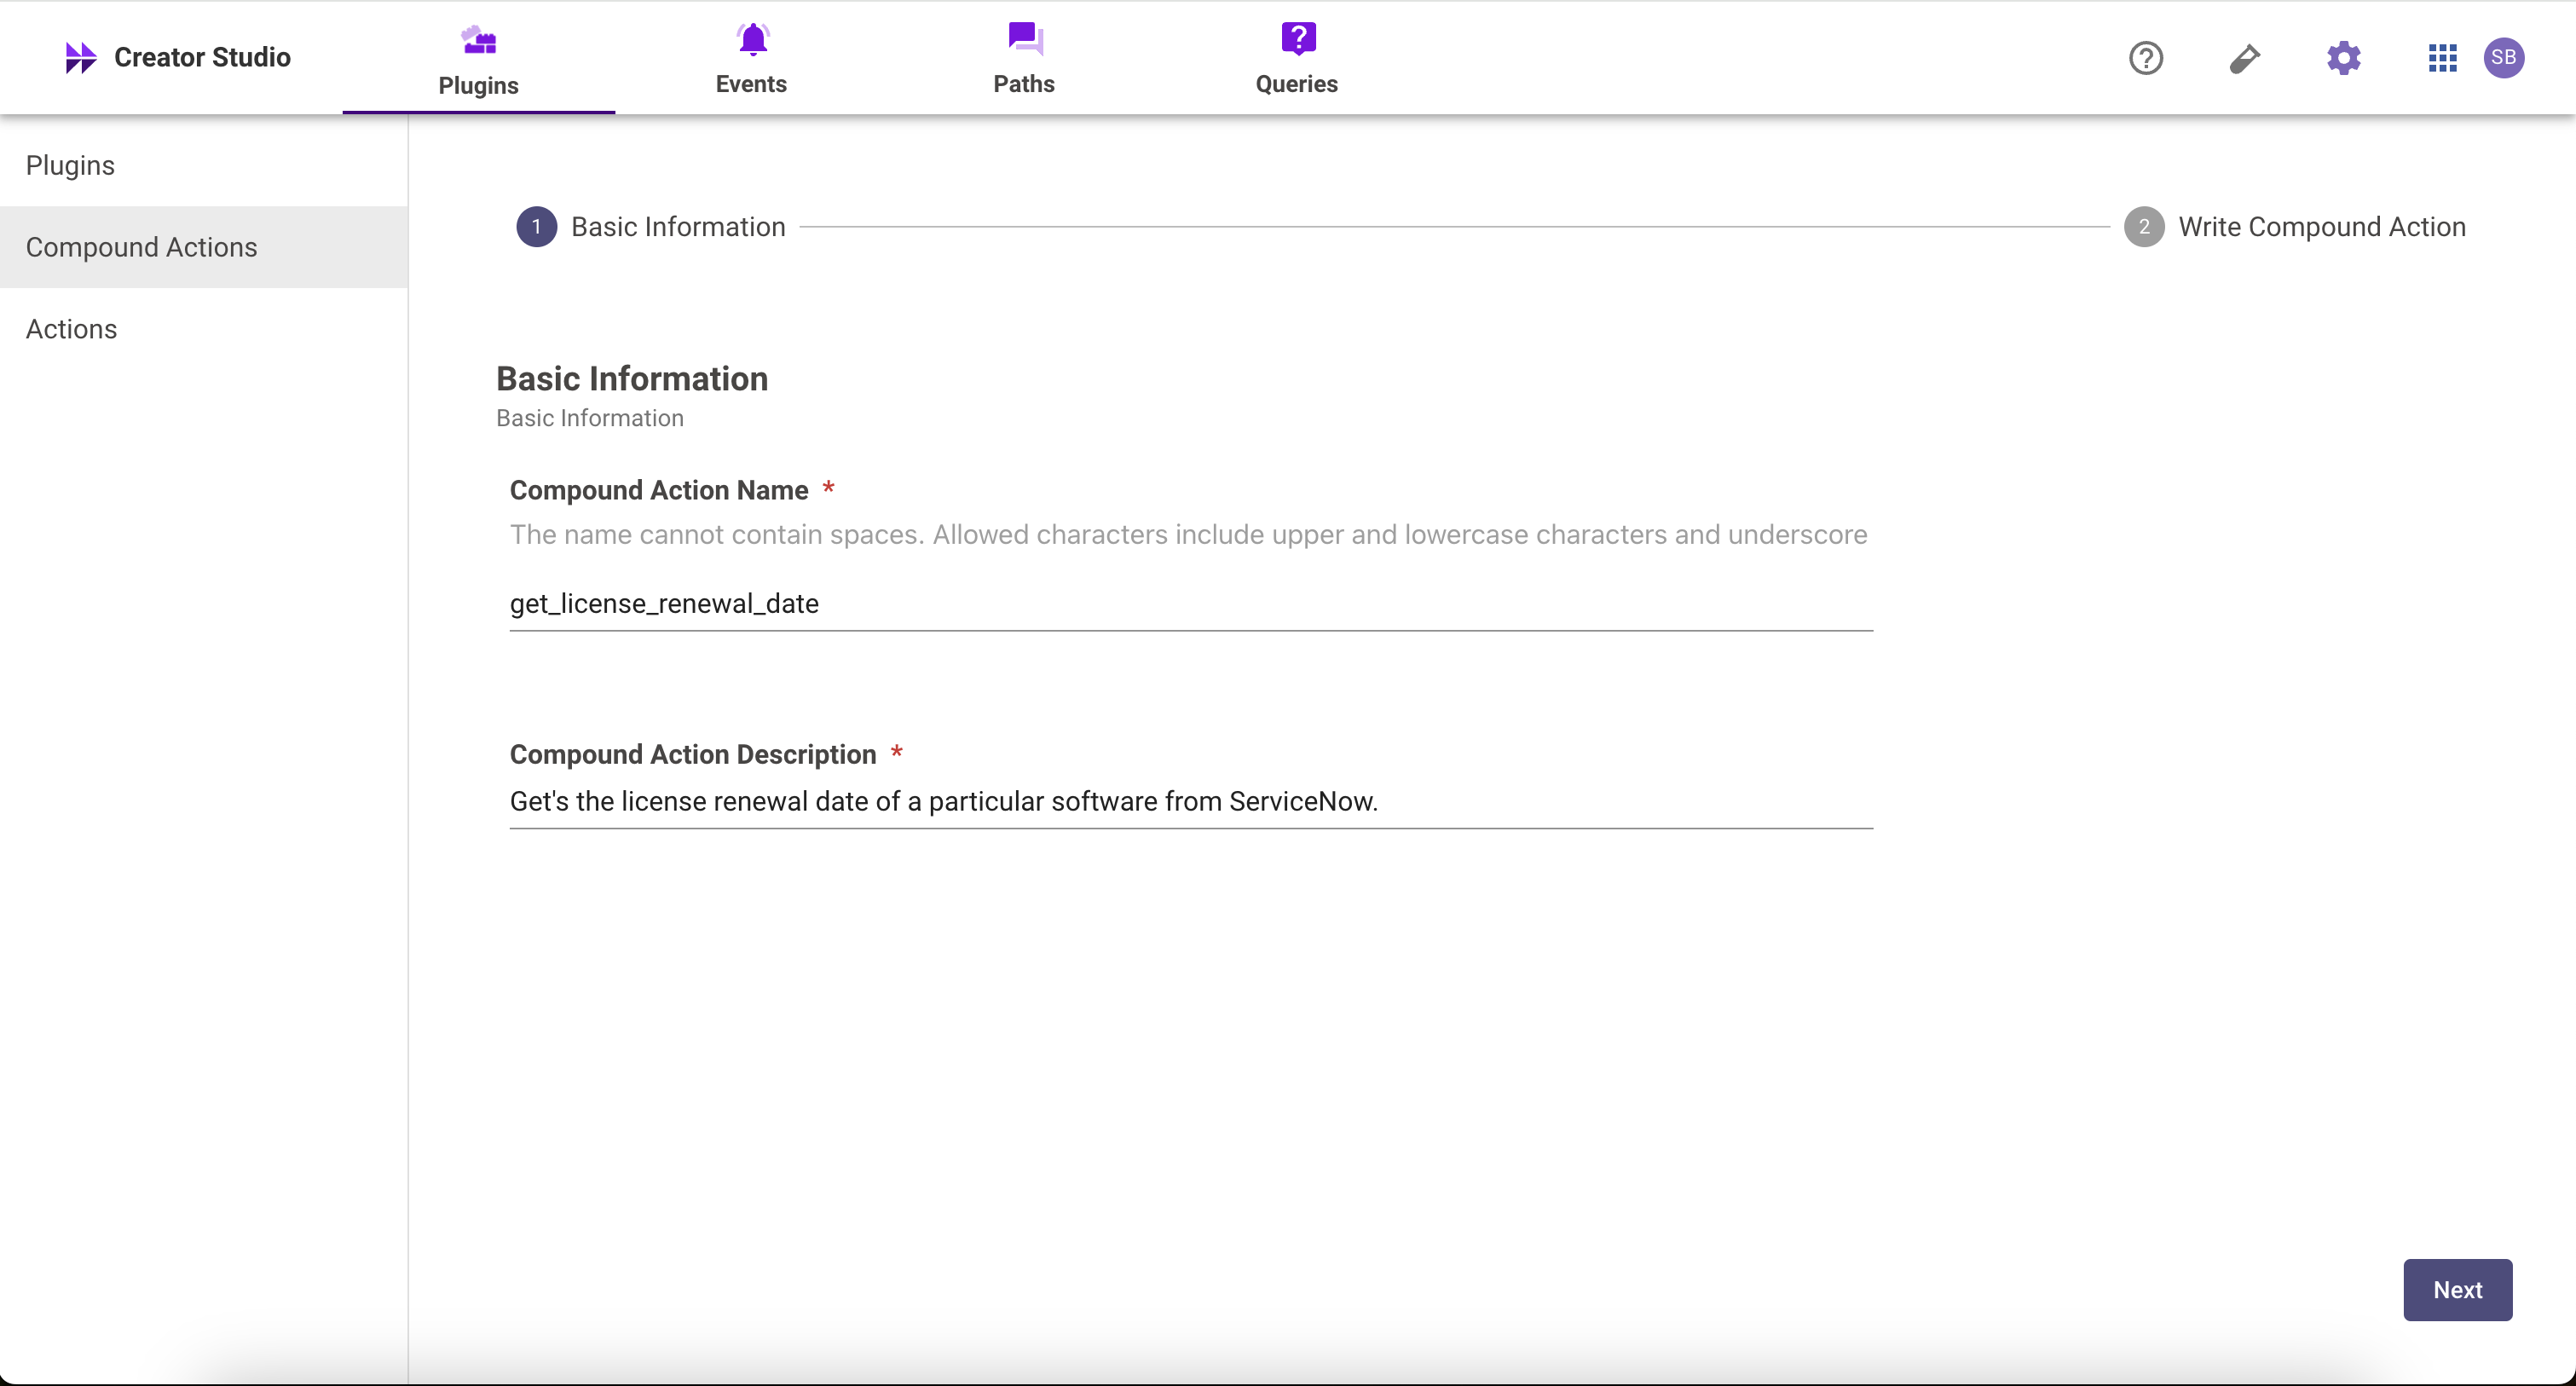 Creator Studio
Plugins
Events
Paths
Queries
SB
Plugins
Compound Actions
Actions
1 Basic Information
2 Write Compound Action
Basic Information
Basic Information
Compound Action Name *
The name cannot contain spaces. Allowed characters include upper and lowercase characters and underscore
get_license_renewal_date
Compound Action Description *
Get's the license renewal date of a particular software from ServiceNow.
Next